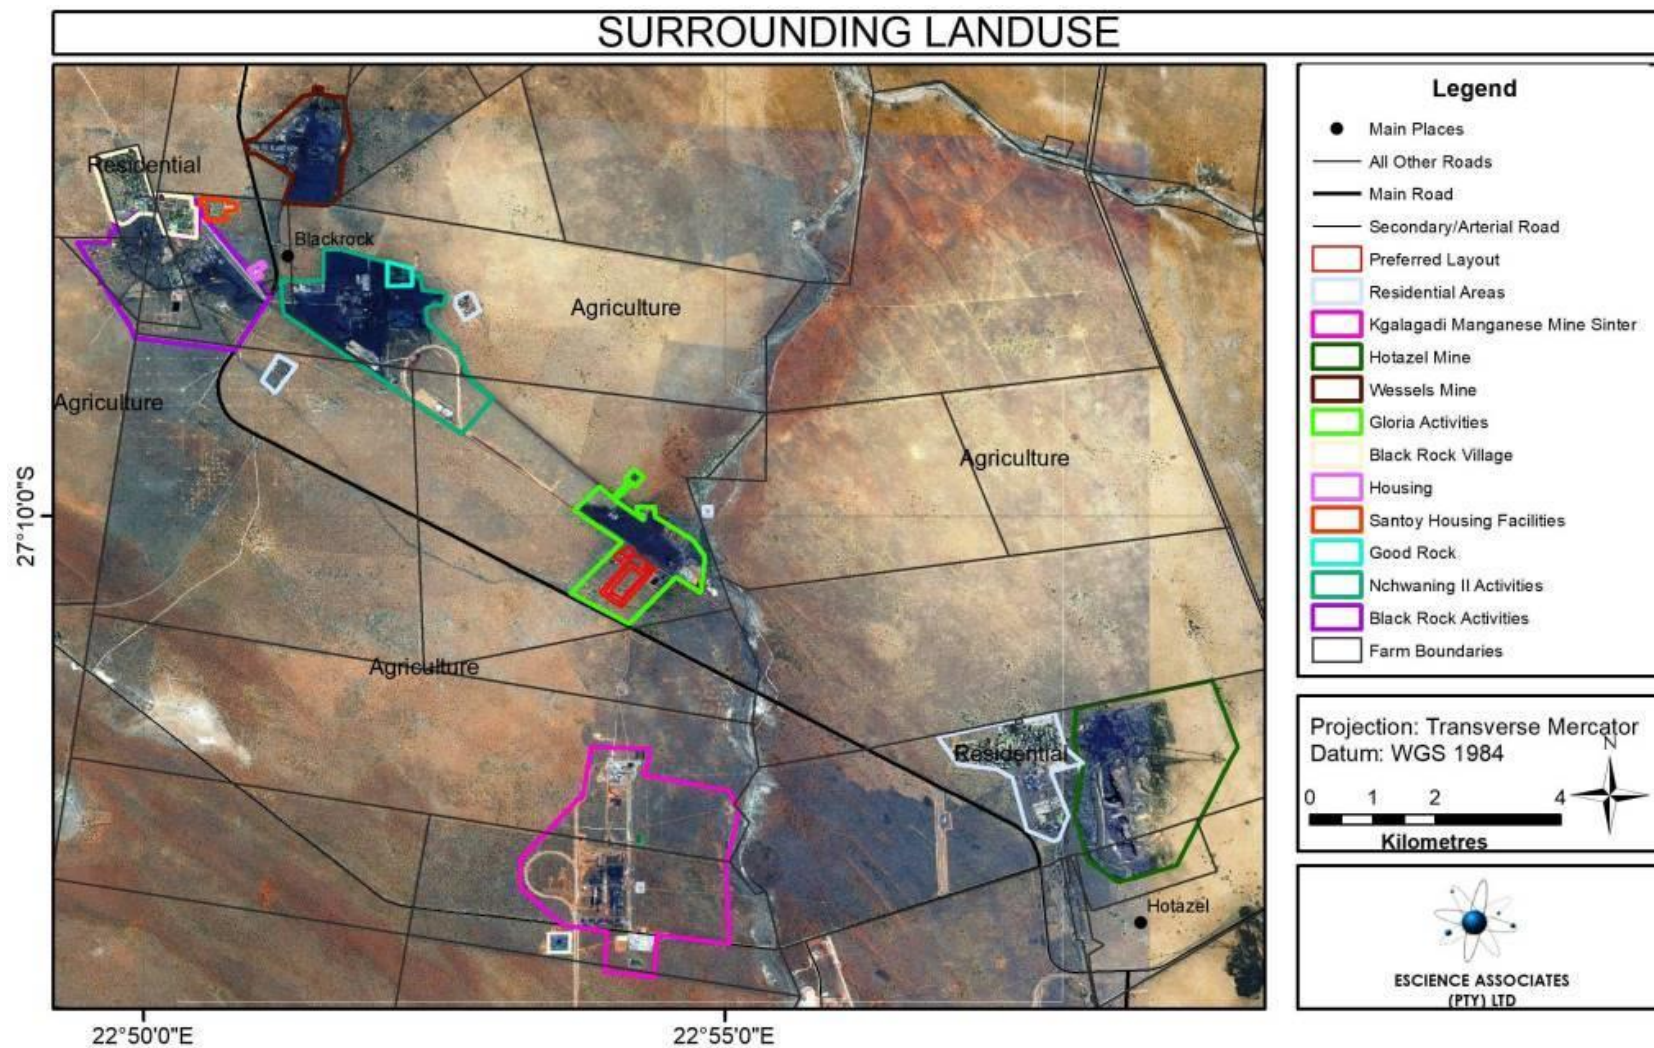 SURROUNDING LANDUSE
Residential
Blackrock
Agriculture
Agriculture
Agriculture
Agriculture
Residential
Hotazel
27°10'0"S
22°50'0"E
22°55'0"E
Legend
Main Places
All Other Roads
Main Road
Secondary/Arterial Road
Preferred Layout
Residential Areas
Kgalagadi Manganese Mine Sinter
Hotazel Mine
Wessels Mine
Gloria Activities
Black Rock Village
Housing
Santoy Housing Facilities
Good Rock
Nchwaning II Activities
Black Rock Activities
Farm Boundaries
Projection: Transverse Mercator
Datum: WGS 1984
N
0 1 2 4
Kilometres
ESCIENCE ASSOCIATES
(PTY) LTD